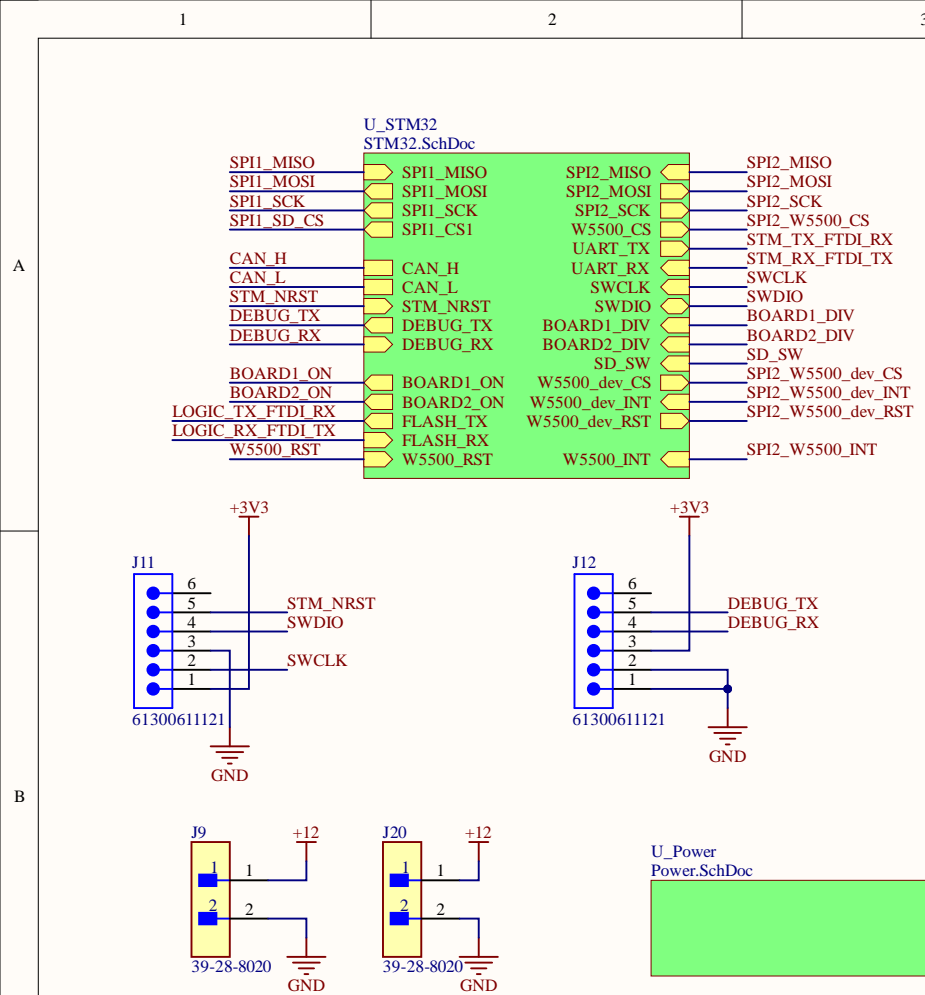 1 2 3
A
U_STM32
STM32.SchDoc
SPI1_MISO SPI1_MISO SPI2_MISO SPI2_MISO
SPI1_MOSI SPI1_MOSI SPI2_MOSI SPI2_MOSI
SPI1_SCK SPI1_SCK SPI2_SCK SPI2_SCK
SPI1_SD_CS SPI1_CS1 W5500_CS SPI2_W5500_CS
UART_TX STM_TX_FTDI_RX
CAN_H CAN_H UART_RX STM_RX_FTDI_TX
CAN_L CAN_L SWCLK SWCLK
STM_NRST STM_NRST SWDIO SWDIO
DEBUG_TX DEBUG_TX BOARD1_DIV BOARD1_DIV
DEBUG_RX DEBUG_RX BOARD2_DIV BOARD2_DIV
SD_SW SD_SW
BOARD1_ON BOARD1_ON W5500_dev_CS SPI2_W5500_dev_CS
BOARD2_ON BOARD2_ON W5500_dev_INT SPI2_W5500_dev_INT
LOGIC_TX_FTDI_RX FLASH_TX W5500_dev_RST SPI2_W5500_dev_RST
LOGIC_RX_FTDI_TX FLASH_RX
W5500_RST W5500_RST W5500_INT SPI2_W5500_INT
+3V3
J11
6
5 STM_NRST
4 SWDIO
3
2 SWCLK
1
61300611121
GND
+3V3
J12
6
5 DEBUG_TX
4 DEBUG_RX
3
2
1
61300611121
GND
B
J9 +12
1 1
2 2
39-28-8020
GND
J20 +12
1 1
2 2
39-28-8020
GND
U_Power
Power.SchDoc